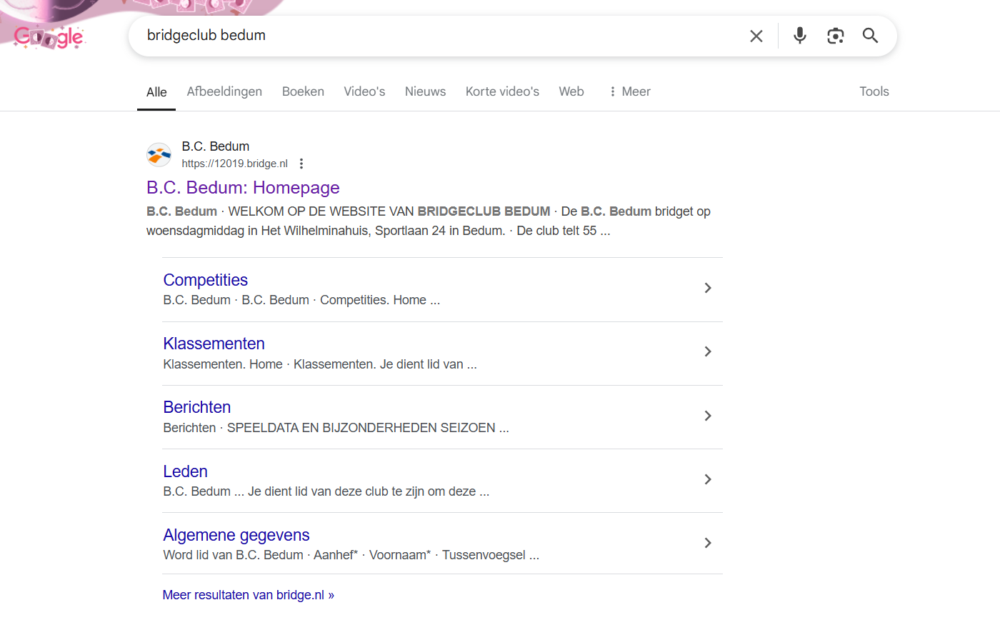 Google
bridgeclub bedum
Alle Afbeeldingen Boeken Video's Nieuws Korte video's Web Meer Tools
B.C. Bedum
https://12019.bridge.nl
B.C. Bedum: Homepage
B.C. Bedum · WELKOM OP DE WEBSITE VAN BRIDGECLUB BEDUM · De B.C. Bedum bridget op
woensdagmiddag in Het Wilhelminahuis, Sportlaan 24 in Bedum. · De club telt 55 ...
Competities
B.C. Bedum · B.C. Bedum · Competities. Home ...
Klassementen
Klassementen. Home · Klassementen. Je dient lid van ...
Berichten
Berichten · SPEELDATA EN BIJZONDERHEDEN SEIZOEN ...
Leden
B.C. Bedum ... Je dient lid van deze club te zijn om deze ...
Algemene gegevens
Word lid van B.C. Bedum · Aanhef* · Voornaam* · Tussenvoegsel ...
Meer resultaten van bridge.nl »